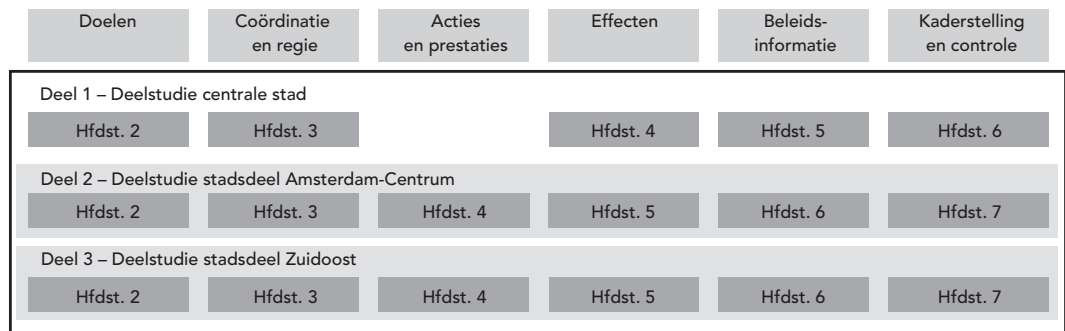 Doelen
Coördinatie
en regie
Acties
en prestaties
Effecten
Beleids-
informatie
Kaderstelling
en controle
Deel 1 – Deelstudie centrale stad
Hfdst. 2 Hfdst. 3 Hfdst. 4 Hfdst. 5 Hfdst. 6
Deel 2 – Deelstudie stadsdeel Amsterdam-Centrum
Hfdst. 2 Hfdst. 3 Hfdst. 4 Hfdst. 5 Hfdst. 6 Hfdst. 7
Deel 3 – Deelstudie stadsdeel Zuidoost
Hfdst. 2 Hfdst. 3 Hfdst. 4 Hfdst. 5 Hfdst. 6 Hfdst. 7